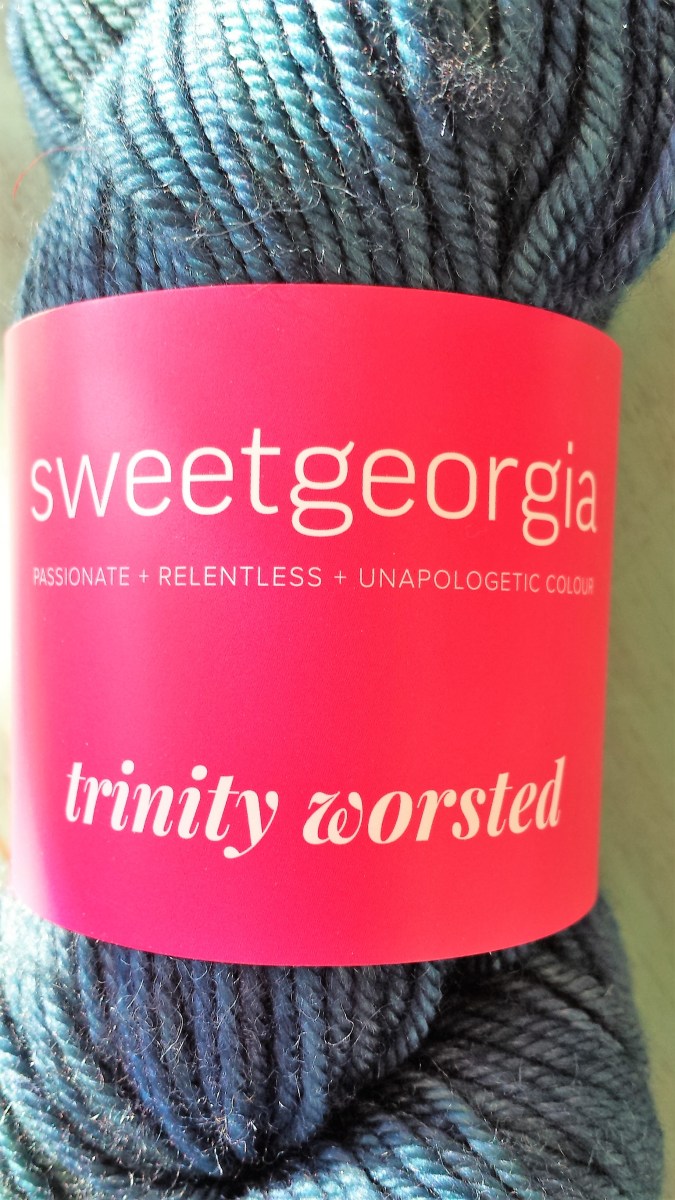 sweetgeorgia
PASSIONATE + RELENTLESS + UNAPOLOGETIC COLOUR
trinity worsted